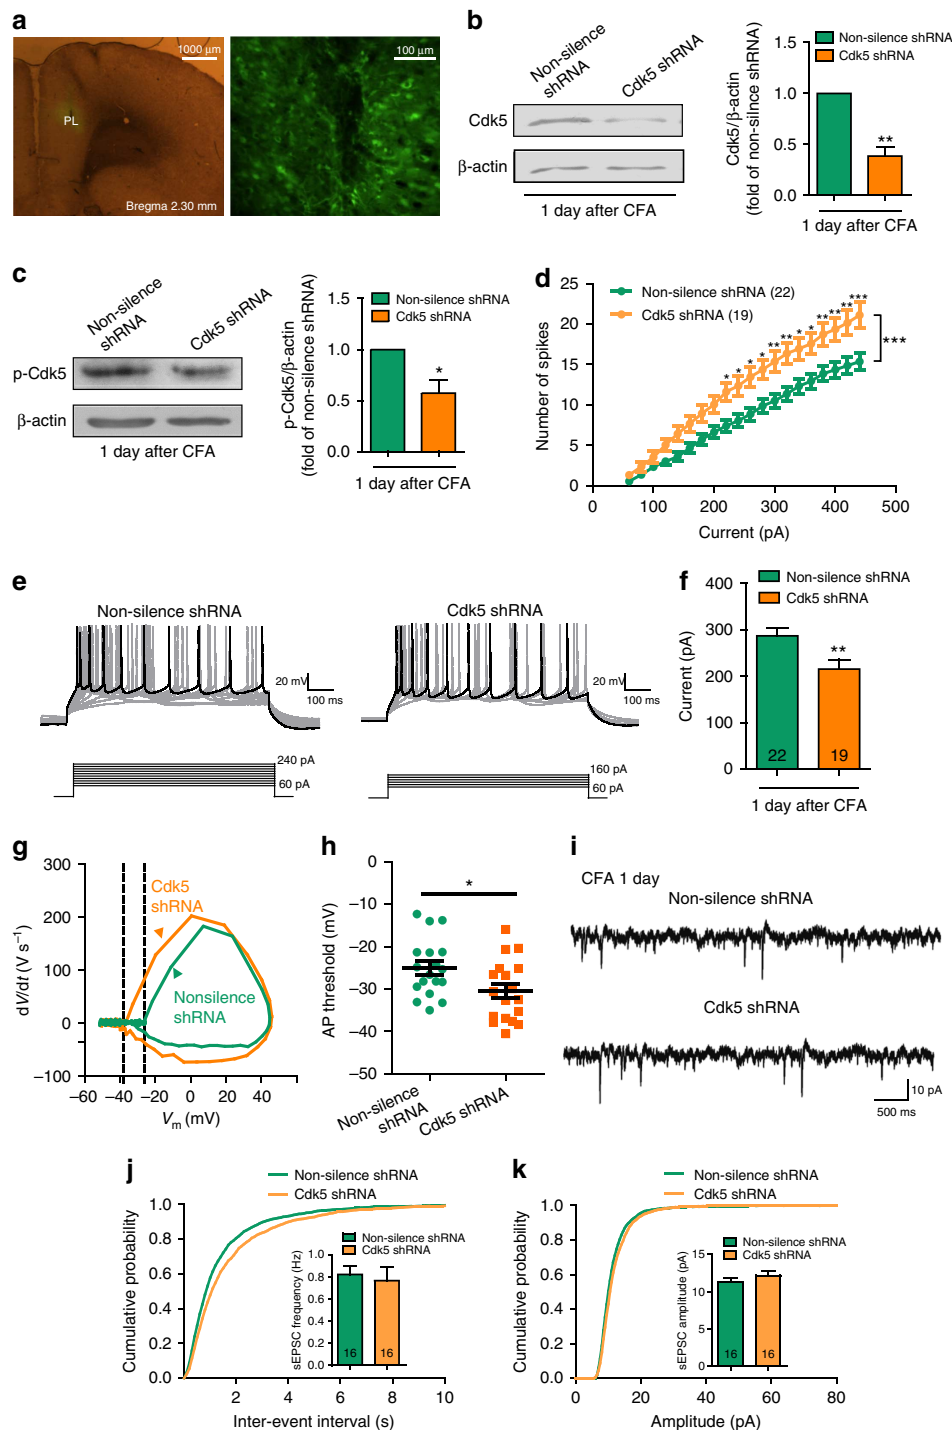 a
1000 μm
PL
Bregma 2.30 mm
100 μm
b
Non-silence
shRNA
Cdk5 shRNA
Cdk5
β-actin
1 day after CFA
Cdk5/β-actin
(fold of non-silnce shRNA)
1.5
1.0
0.5
0.0
Non-silence shRNA
Cdk5 shRNA
**
1 day after CFA
c
Non-silence
shRNA
Cdk5 shRNA
p-Cdk5
β-actin
1 day after CFA
p-Cdk5/β-actin
(fold of non-silence shRNA)
1.5
1.0
0.5
0.0
Non-silence shRNA
Cdk5 shRNA
*
1 day after CFA
d
Number of spikes
25
20
15
10
5
0
Non-silence shRNA (22)
Cdk5 shRNA (19)
* * * * ** ** * * ** ** ** ***
***
0 100 200 300 400 500
Current (pA)
e
Non-silence shRNA
20 mV
100 ms
240 pA
60 pA
Cdk5 shRNA
20 mV
100 ms
160 pA
60 pA
f
Current (pA)
400
300
200
100
0
Non-silence shRNA
Cdk5 shRNA
**
22 19
1 day after CFA
g
dV/dt (V s⁻¹)
300
200
100
0
−100
Cdk5
shRNA
Nonsilence
shRNA
−60 −40 −20 0 20 40
Vm (mV)
h
AP threshold (mV)
0
−10
−20
−30
−40
−50
*
Non-silence
shRNA
Cdk5 shRNA
i
CFA 1 day
Non-silence shRNA
Cdk5 shRNA
10 pA
500 ms
j
Non-silence shRNA
Cdk5 shRNA
Cumulative probability
1.0
0.8
0.6
0.4
0.2
0.0
2 4 6 8 10
Inter-event interval (s)
Non-silence shRNA
Cdk5 shRNA
sEPSC frequency (Hz)
1.0
0.8
0.6
0.4
0.2
0.0
16 16
k
Non-silence shRNA
Cdk5 shRNA
Cumulative probability
1.0
0.8
0.6
0.4
0.2
0.0
0 20 40 60 80
Amplitude (pA)
Non-silence shRNA
Cdk5 shRNA
sEPSC amplitude (pA)
15
10
5
0
16 16